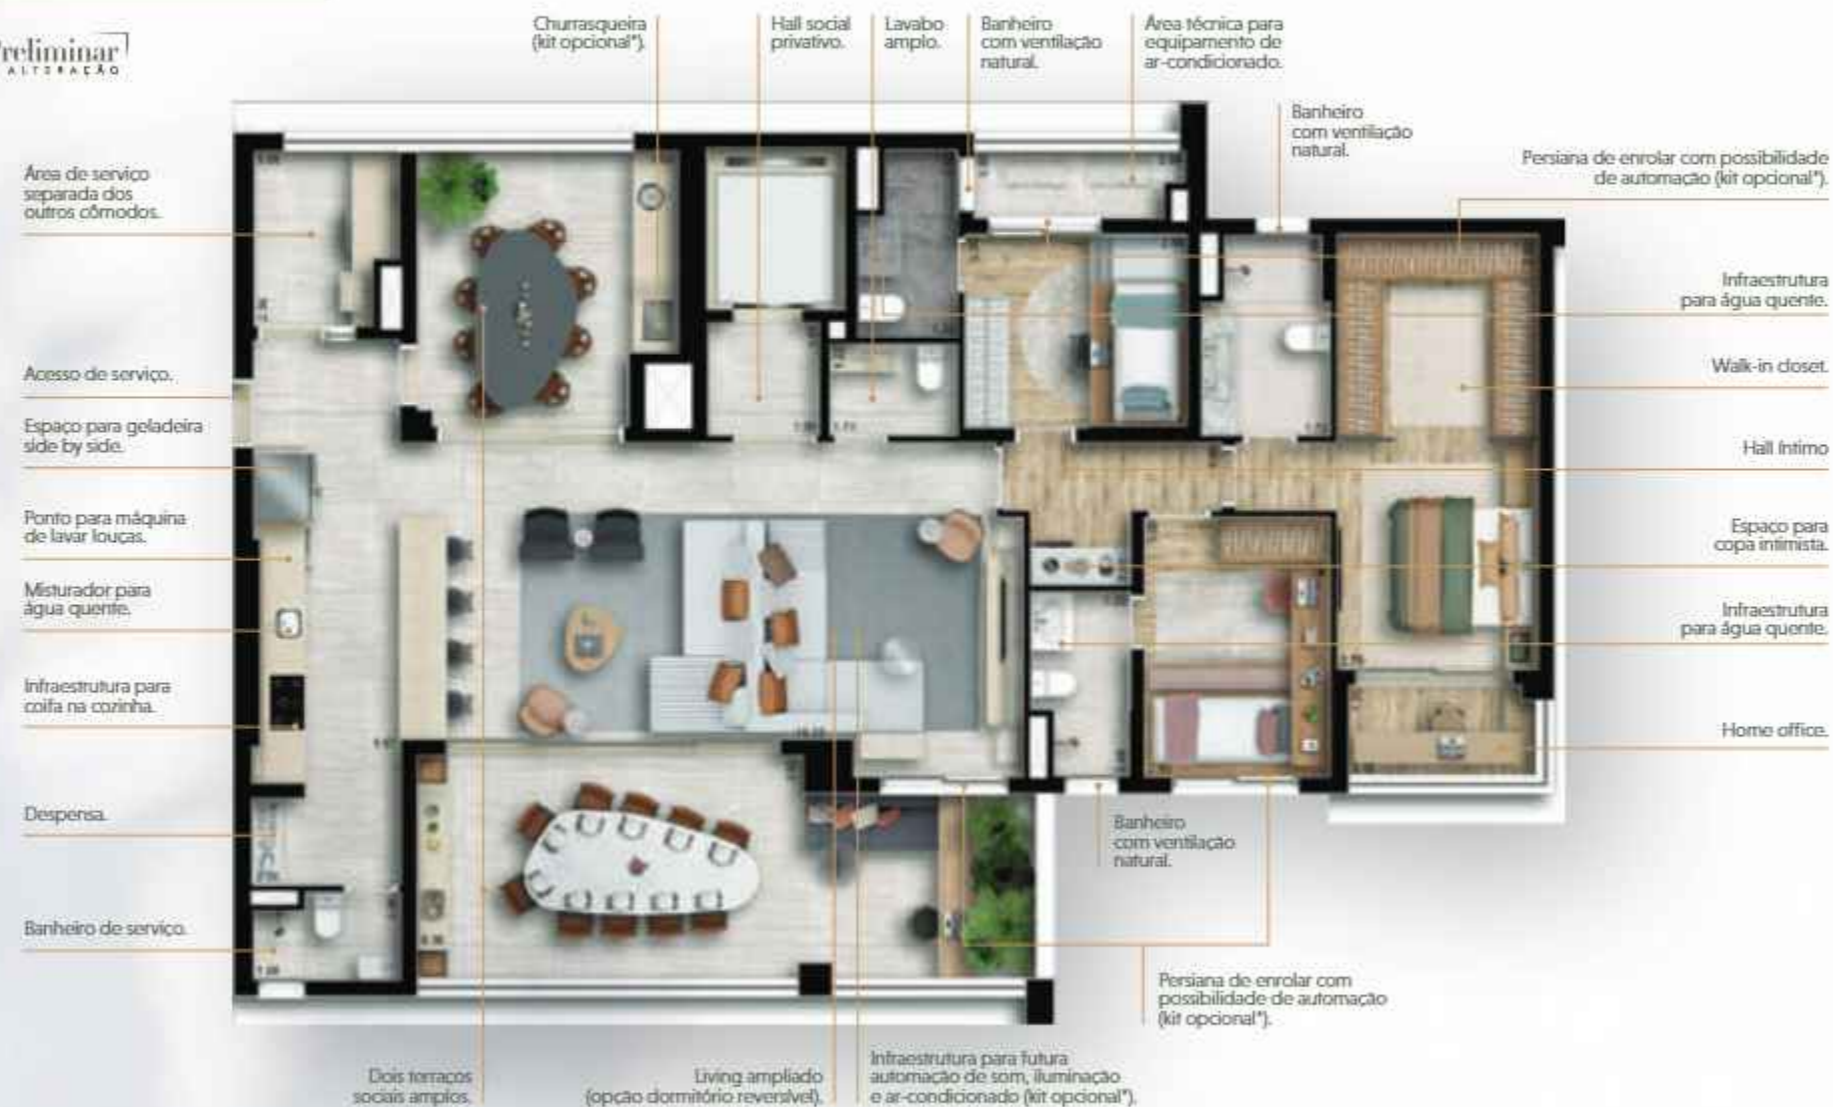 Preliminar
ALTERAÇÃO
Churrasqueira
(kit opcional*).
Hall social
privativo.
Lavabo
amplo.
Banheiro
com ventilação
natural.
Área técnica para
equipamento de
ar-condicionado.
Banheiro
com ventilação
natural.
Persiana de enrolar com possibilidade
de automação (kit opcional*).
Área de serviço
separada dos
outros cômodos.
Infraestrutura
para água quente.
Acesso de serviço.
Walk-in closet.
Espaço para geladeira
side by side.
Hall Íntimo
Ponto para máquina
de lavar louças.
Espaço para
copa intimista.
Misturador para
água quente.
Infraestrutura
para água quente.
Infraestrutura para
coifa na cozinha.
Home office.
Despensa.
Banheiro
com ventilação
natural.
Banheiro de serviço.
Persiana de enrolar com
possibilidade de automação
(kit opcional*).
Dois terraços
sociais amplos.
Living ampliado
(opção dormitório reversível).
Infraestrutura para futura
automação de som, iluminação
e ar-condicionado (kit opcional*).